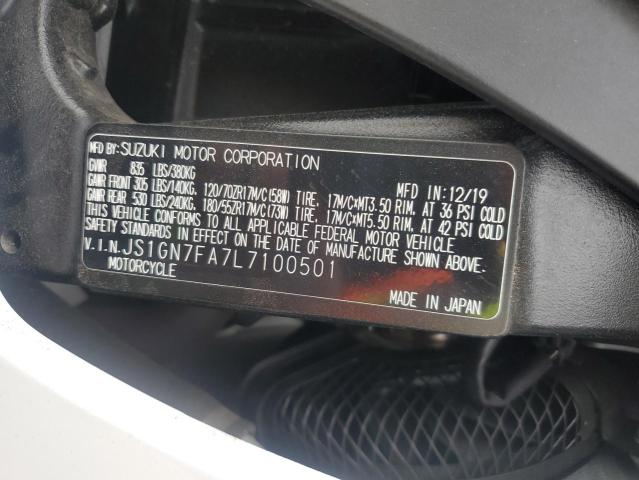 MFD BY: SUZUKI MOTOR CORPORATION
GVWR 835 LBS/380KG MFD IN: 12/19
GAWR FRONT 305 LBS/140KG, 120/70ZR17M/C(58W) TIRE, 17M/C×MT3.50 RIM, AT 36 PSI COLD
GAWR REAR 530 LBS/240KG, 180/55ZR17M/C(73W) TIRE, 17M/C×MT5.50 RIM, AT 42 PSI COLD
THIS VEHICLE CONFORMS TO ALL APPLICABLE FEDERAL MOTOR VEHICLE
SAFETY STANDARDS IN EFFECT ON THE DATE OF MANUFACTURE SHOWN ABOVE.
V.I.N. JS1GN7FA7L7100501
MOTORCYCLE MADE IN JAPAN